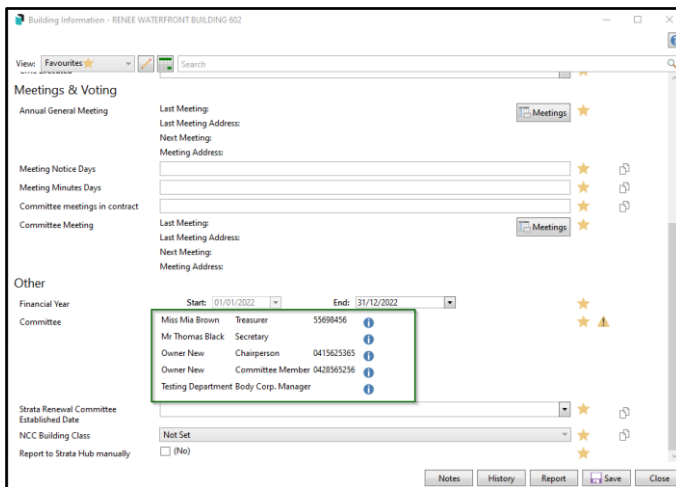 Building Information - RENEE WATERFRONT BUILDING 602
View: Favourites Search
Meetings & Voting
Annual General Meeting Last Meeting: Meetings
Last Meeting Address:
Next Meeting:
Meeting Address:
Meeting Notice Days
Meeting Minutes Days
Committee meetings in contract
Committee Meeting Last Meeting: Meetings
Last Meeting Address:
Next Meeting:
Meeting Address:
Other
Financial Year Start: 01/01/2022 End: 31/12/2022
Committee Miss Mia Brown Treasurer 55698456
Mr Thomas Black Secretary
Owner New Chairperson 0415625365
Owner New Committee Member 0428565256
Testing Department Body Corp. Manager
Strata Renewal Committee
Established Date
NCC Building Class Not Set
Report to Strata Hub manually (No)
Notes History Report Save Close